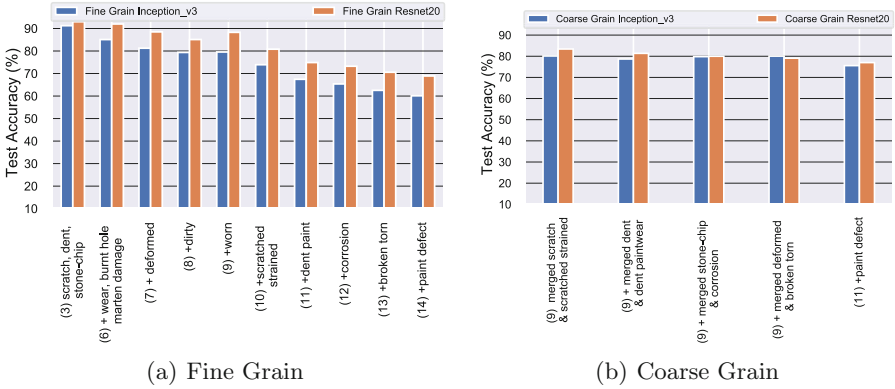 Fine Grain Inception_v3
Fine Grain Resnet20
Test Accuracy (%)
90
80
70
60
50
40
30
20
10
(3) scratch, dent,
stone-chip
(6) + wear, burnt hole
marten damage
(7) + deformed
(8) +dirty
(9) +worn
(10) +scratched
strained
(11) +dent paint
(12) +corrosion
(13) +broken torn
(14) +paint defect
(a) Fine Grain
Coarse Grain Inception_v3
Coarse Grain Resnet20
Test Accuracy (%)
90
80
70
60
50
40
30
20
10
(9) merged scratch
& scratched strained
(9) + merged dent
& dent paintwear
(9) + merged stone-chip
& corrosion
(9) + merged deformed
& broken torn
(11) +paint defect
(b) Coarse Grain